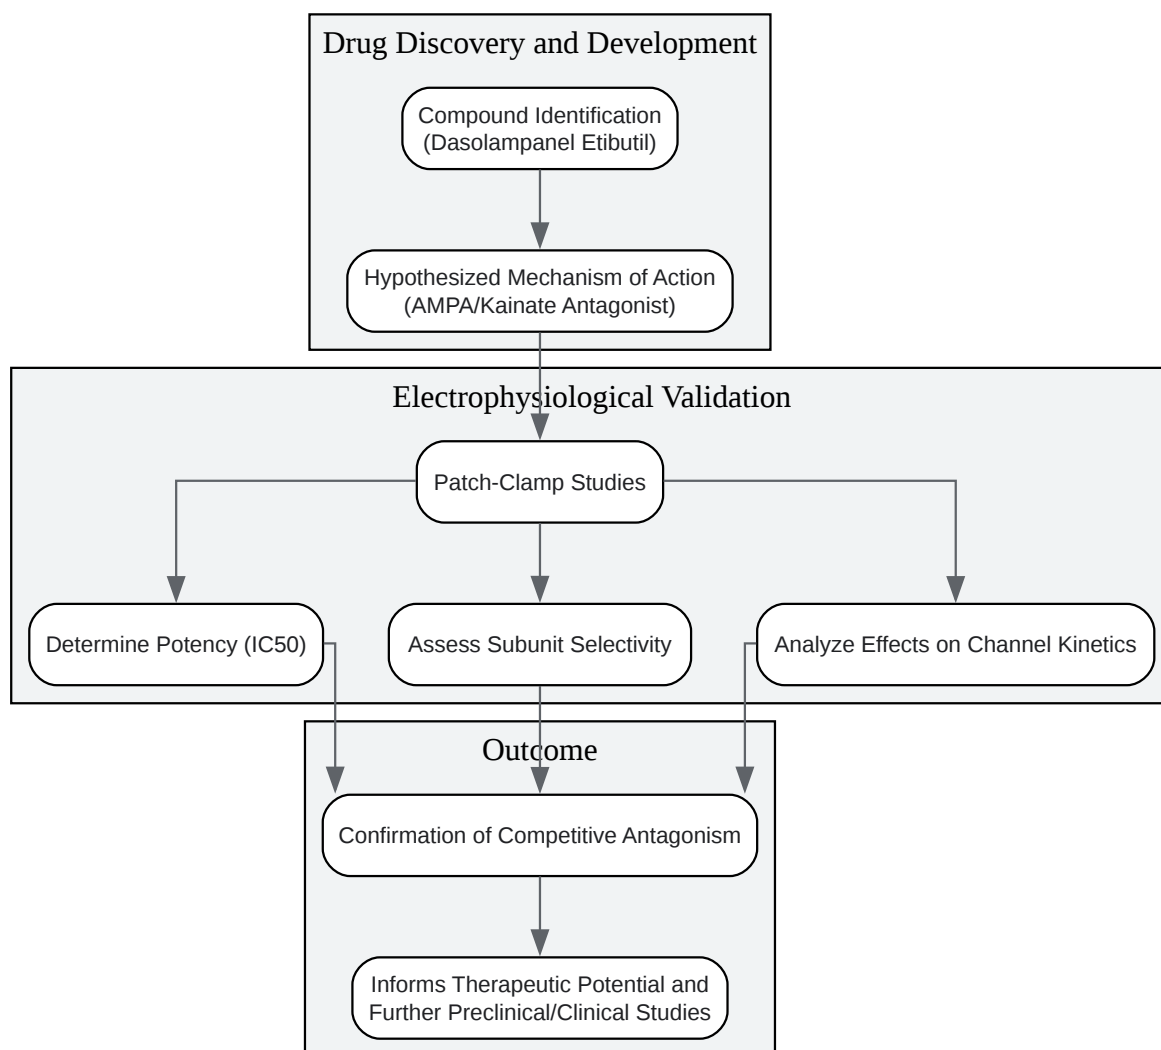 Drug Discovery and Development
Compound Identification
(Dasolampanel Etibutil)
Hypothesized Mechanism of Action
(AMPA/Kainate Antagonist)
Electrophysiological Validation
Patch-Clamp Studies
Determine Potency (IC50)
Assess Subunit Selectivity
Analyze Effects on Channel Kinetics
Outcome
Confirmation of Competitive Antagonism
Informs Therapeutic Potential and
Further Preclinical/Clinical Studies